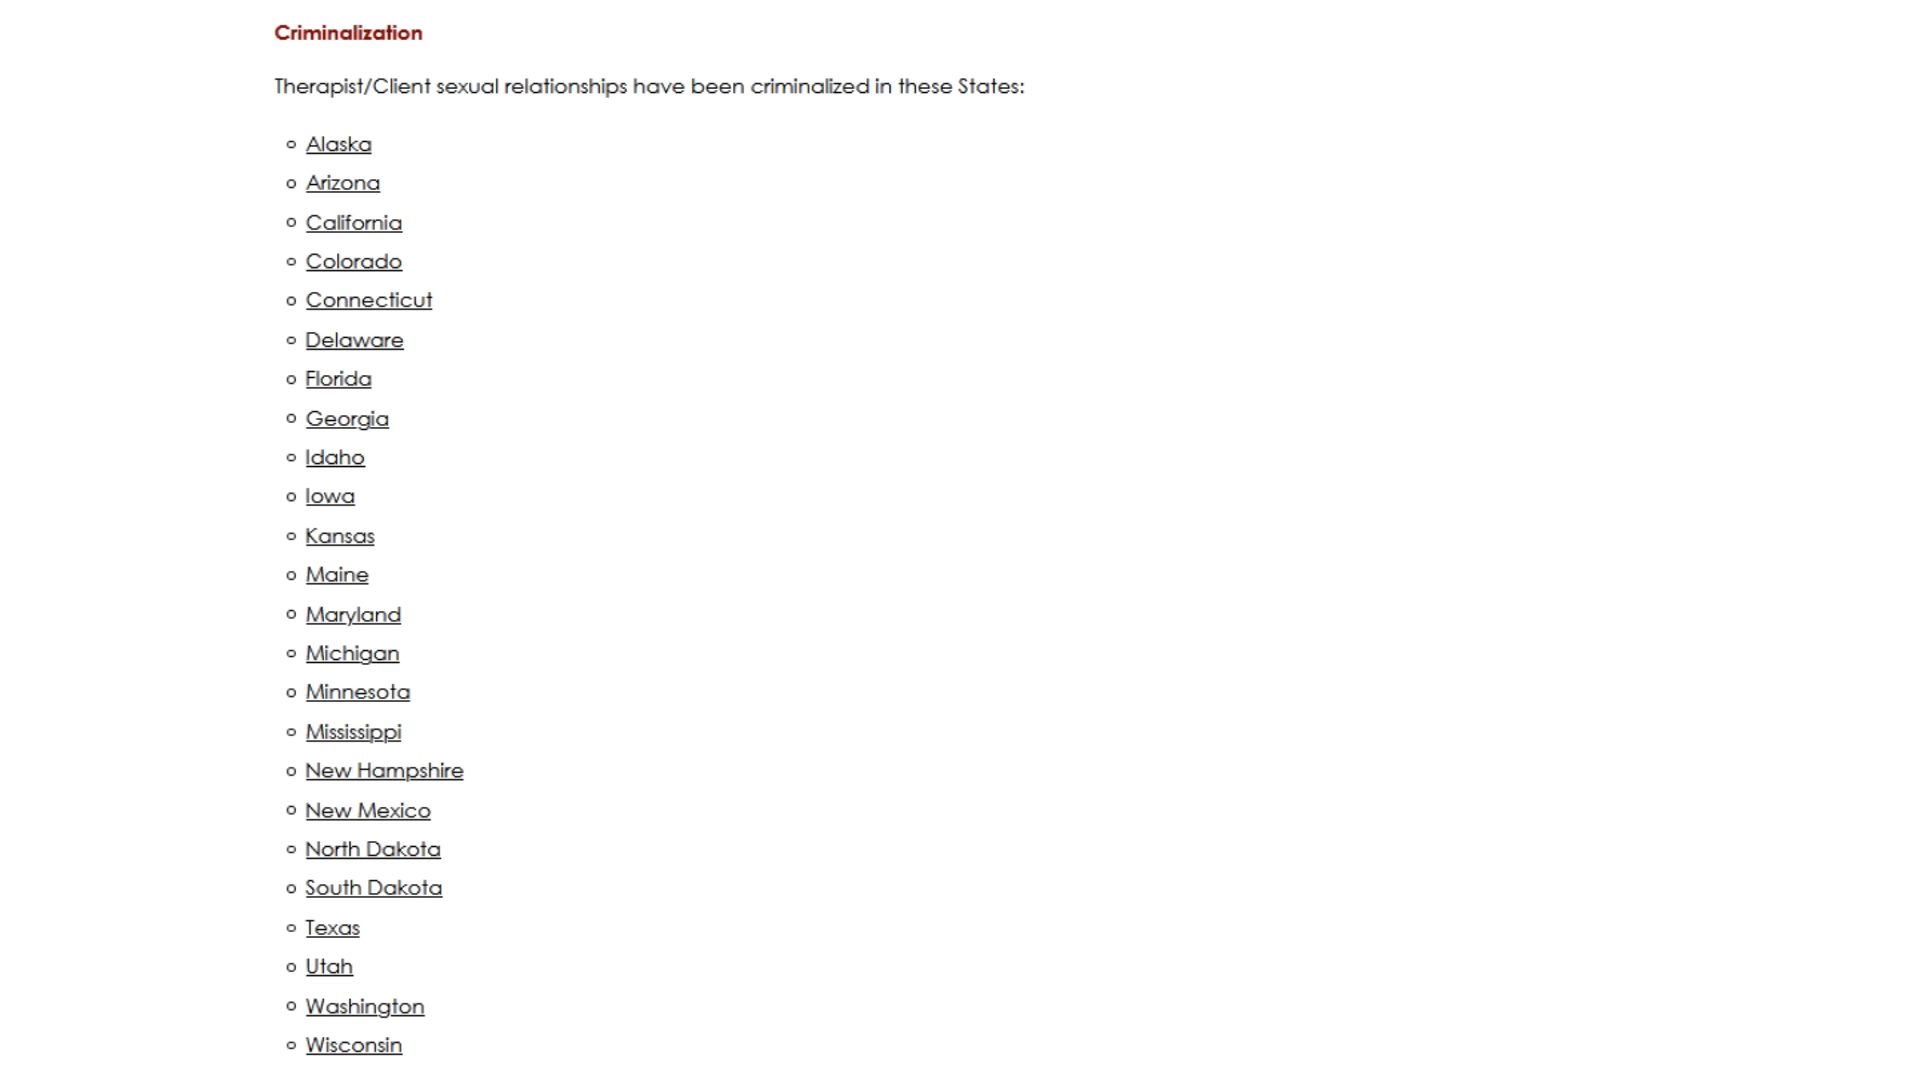 Criminalization
Therapist/Client sexual relationships have been criminalized in these States:
Alaska
Arizona
California
Colorado
Connecticut
Delaware
Florida
Georgia
Idaho
Iowa
Kansas
Maine
Maryland
Michigan
Minnesota
Mississippi
New Hampshire
New Mexico
North Dakota
South Dakota
Texas
Utah
Washington
Wisconsin